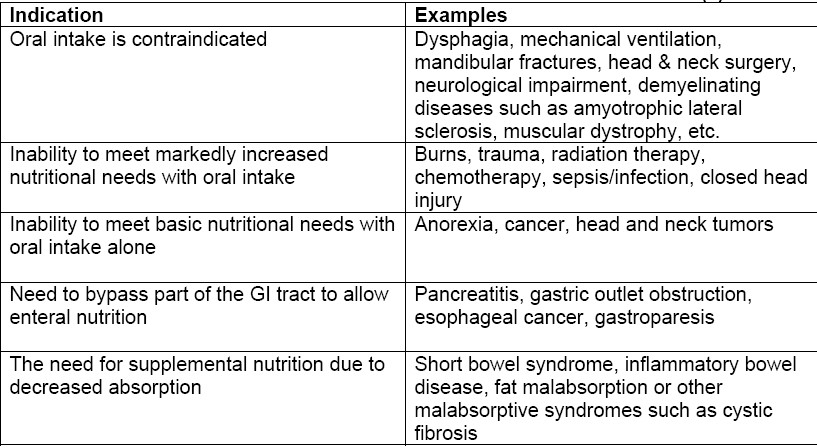 Indication
Examples
Oral intake is contraindicated
Dysphagia, mechanical ventilation,
mandibular fractures, head & neck surgery,
neurological impairment, demyelinating
diseases such as amyotrophic lateral
sclerosis, muscular dystrophy, etc.
Inability to meet markedly increased
nutritional needs with oral intake
Burns, trauma, radiation therapy,
chemotherapy, sepsis/infection, closed head
injury
Inability to meet basic nutritional needs with
oral intake alone
Anorexia, cancer, head and neck tumors
Need to bypass part of the GI tract to allow
enteral nutrition
Pancreatitis, gastric outlet obstruction,
esophageal cancer, gastroparesis
The need for supplemental nutrition due to
decreased absorption
Short bowel syndrome, inflammatory bowel
disease, fat malabsorption or other
malabsorptive syndromes such as cystic
fibrosis